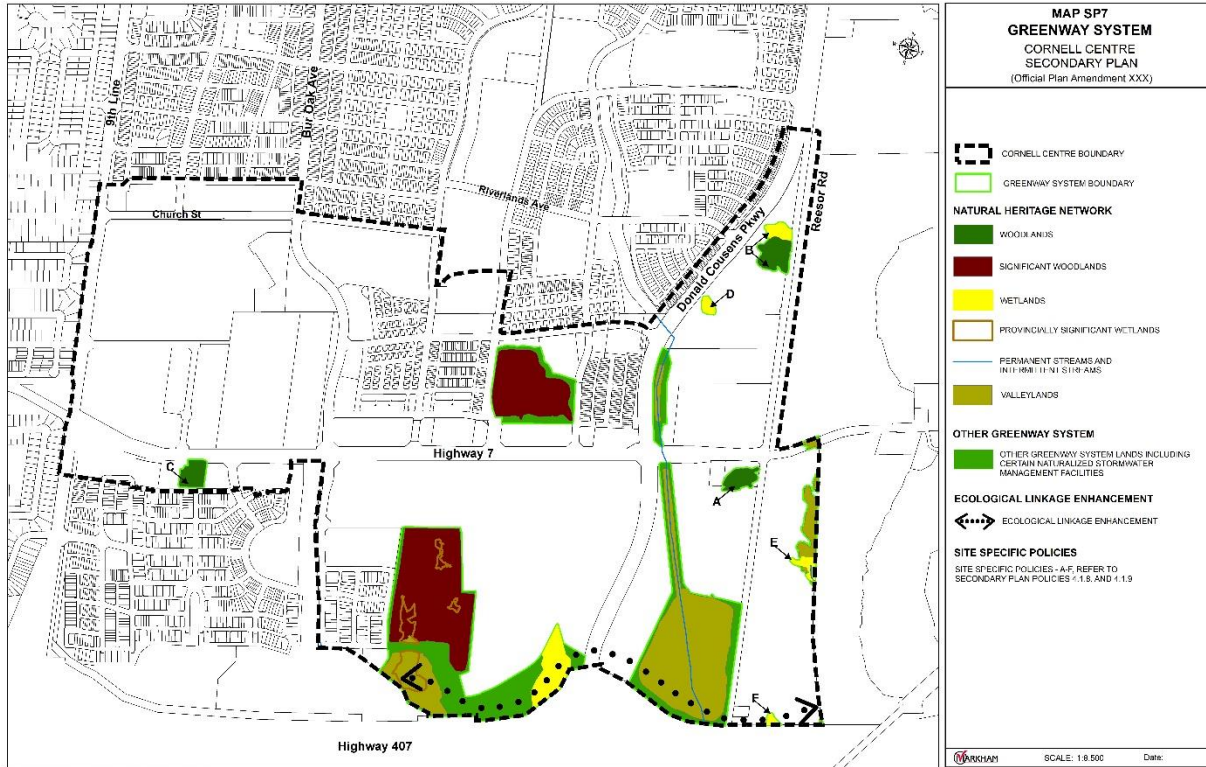 MAP SP7
GREENWAY SYSTEM
CORNELL CENTRE
SECONDARY PLAN
(Official Plan Amendment XXX)
CORNELL CENTRE BOUNDARY
GREENWAY SYSTEM BOUNDARY
NATURAL HERITAGE NETWORK
WOODLANDS
SIGNIFICANT WOODLANDS
WETLANDS
PROVINCIALLY SIGNIFICANT WETLANDS
PERMANENT STREAMS AND
INTERMITTENT STREAMS
VALLEYLANDS
OTHER GREENWAY SYSTEM
OTHER GREENWAY SYSTEM LANDS INCLUDING
CERTAIN NATURALIZED STORMWATER
MANAGEMENT FACILITIES
ECOLOGICAL LINKAGE ENHANCEMENT
ECOLOGICAL LINKAGE ENHANCEMENT
SITE SPECIFIC POLICIES
SITE SPECIFIC POLICIES - A-F, REFER TO
SECONDARY PLAN POLICIES 4.1.8, AND 4.1.9
MARKHAM
SCALE: 1:8,500
Date:
9th Line
Bur Oak Ave
Church St
Riverlands Ave
Donald Cousens Pkwy
Reesor Rd
B
D
Highway 7
C
A
E
F
Highway 407